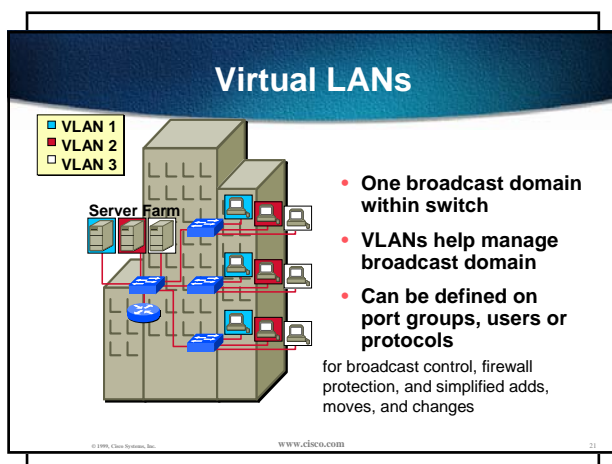 Virtual LANs
VLAN 1
VLAN 2
VLAN 3
Server Farm
• One broadcast domain
within switch
• VLANs help manage
broadcast domain
• Can be defined on
port groups, users or
protocols
for broadcast control, firewall
protection, and simplified adds,
moves, and changes
© 1999, Cisco Systems, Inc.
www.cisco.com
21